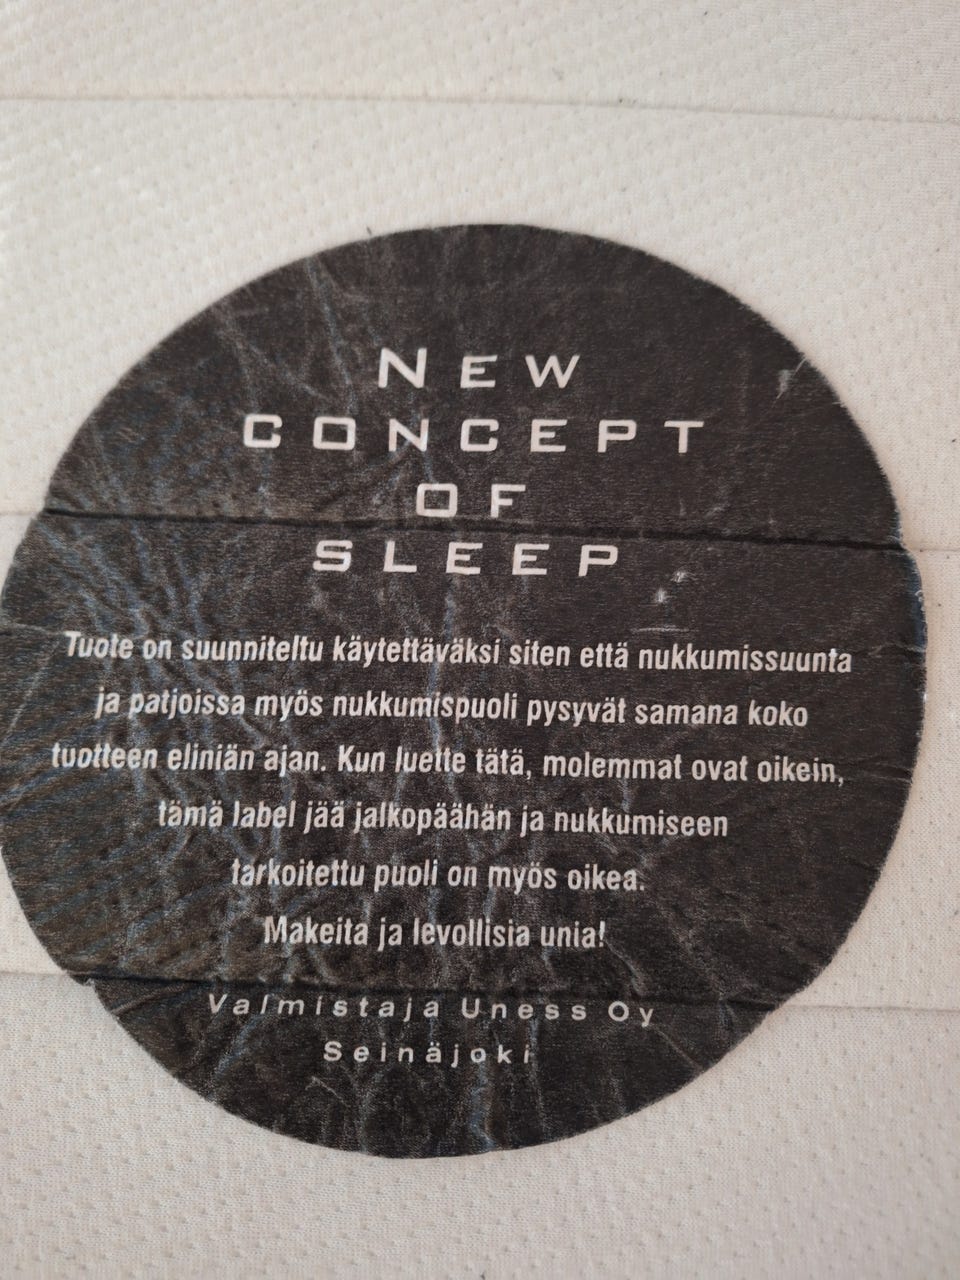 NEW
CONCEPT
OF
SLEEP
Tuote on suunniteltu käytettäväksi siten että nukkumissuunta
ja patjoissa myös nukkumispuoli pysyvät samana koko
tuotteen eliniän ajan. Kun luette tätä, molemmat ovat oikein,
tämä label jää jalkopäähän ja nukkumiseen
tarkoitettu puoli on myös oikea.
Makeita ja levollisia unia!
Valmistaja Uness Oy
Seinäjoki